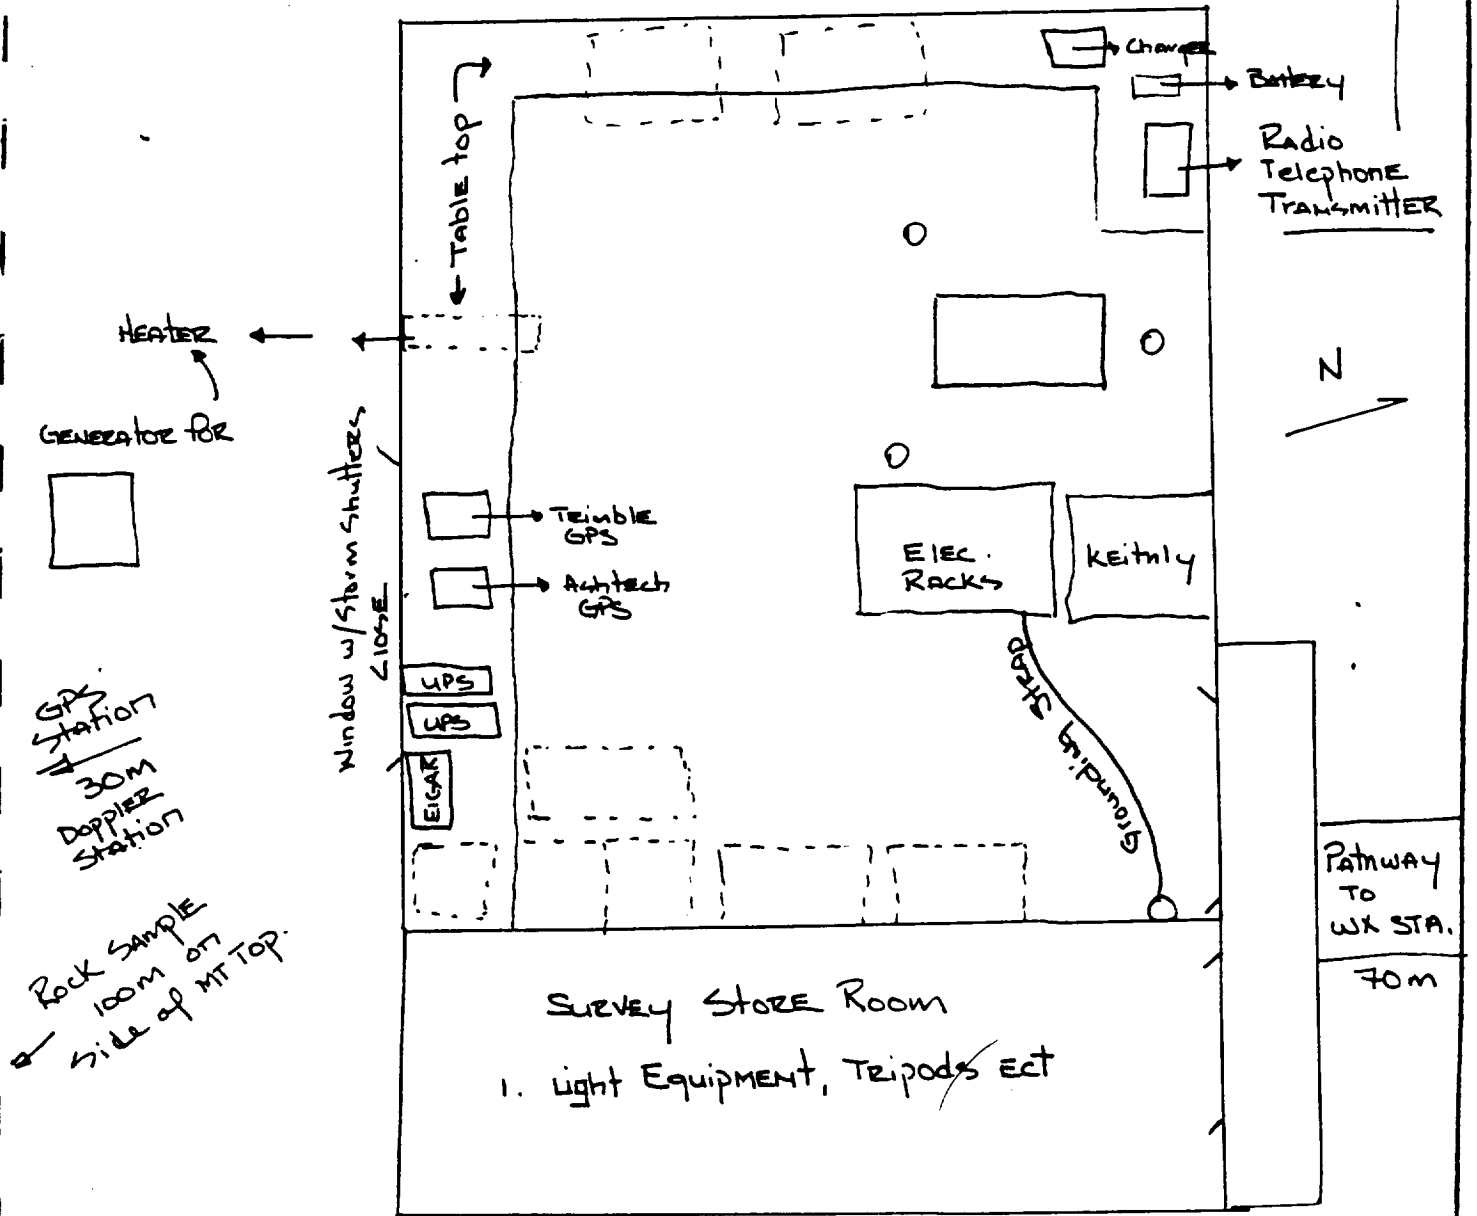 Charger
Battery
Radio
Telephone
Transmitter
← Table top →
Heater
Generator for
N
Window w/Storm Shutters
Close
Trimble
GPS
Ashtech
GPS
Elec.
Racks
Keithly
UPS
UPS
grounding strap
GPS
Station
30m
Doppler
Station
Rock Sample
100m on
side of MT Top.
Pathway
To
WX STA.
70m
Survey Store Room
1. Light Equipment, Tripods Ect